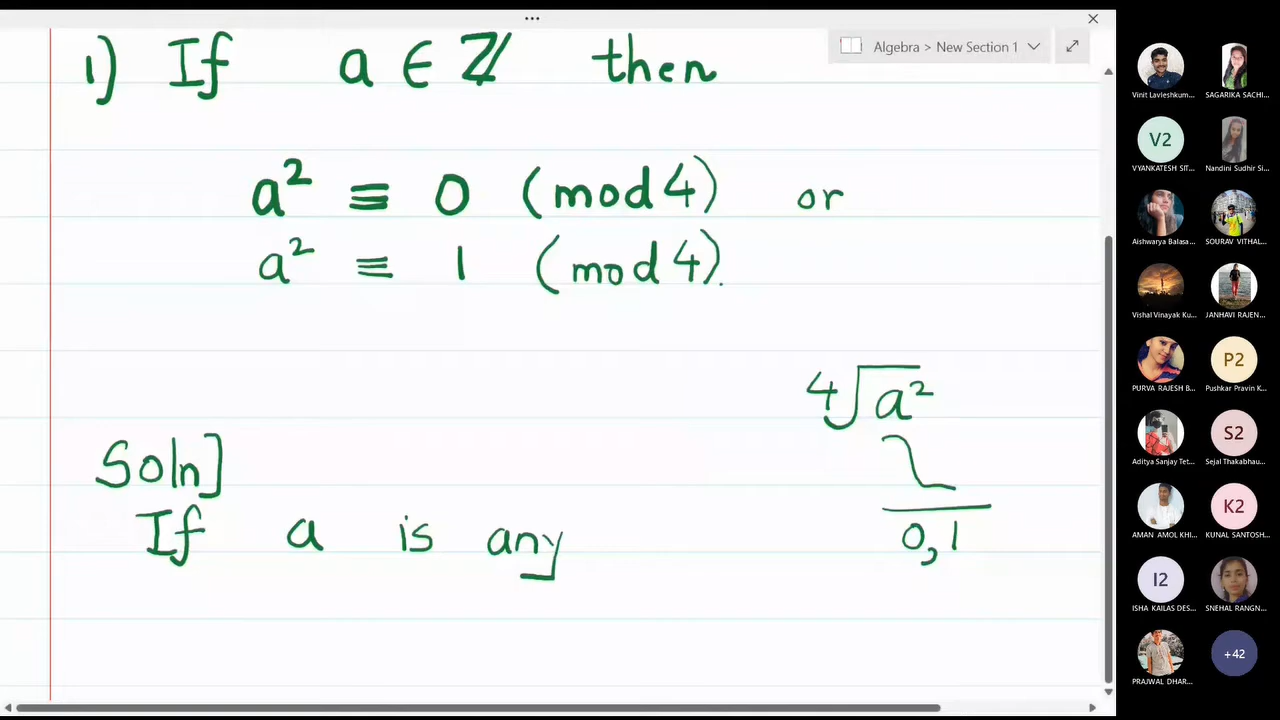 Algebra > New Section 1
1) If a ∈ ℤ then
a² ≡ 0 (mod 4) or
a² ≡ 1 (mod 4).
4√a²
0, 1
Soln]
If a is any
Vinit Lavleshkum...
SAGARIKA SACHI...
V2
VYANKATESH SIT...
Nandini Sudhir Si...
Aishwarya Balasa...
SOURAV VITHAL...
Vishal Vinayak Ku...
JANHAVI RAJEN...
PURVA RAJESH B...
P2
Pushkar Pravin K...
Aditya Sanjay Tet...
S2
Sejal Thakabhau...
AMAN AMOL KHI...
K2
KUNAL SANTOSH...
I2
ISHA KAILAS DES...
SNEHAL RANGN...
PRAJWAL DHAR...
+42